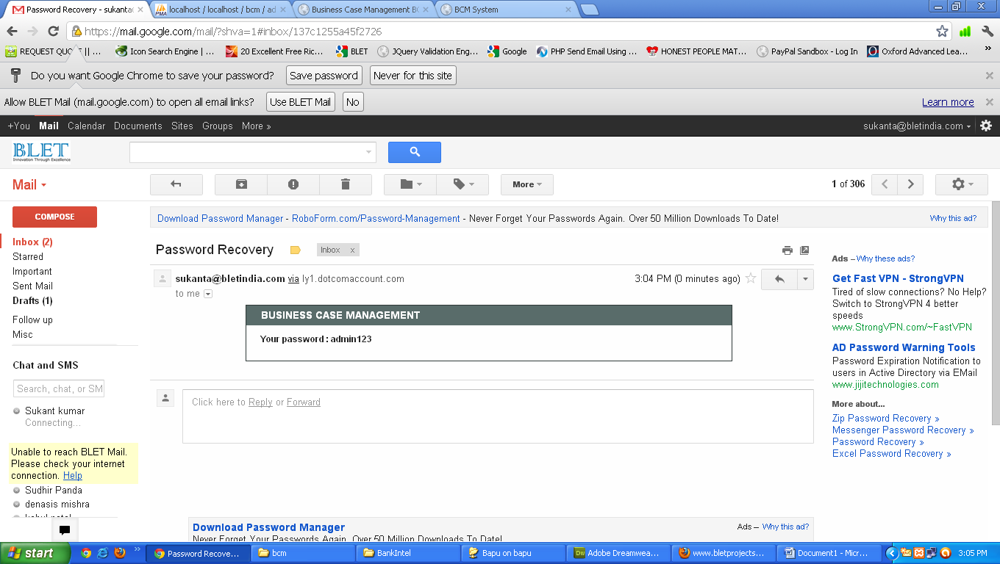 Password Recovery - sukanta
localhost / localhost / bcm / ad
Business Case Management BC
BCM System
https://mail.google.com/mail/?shva=1#inbox/137c1255a45f2726
REQUEST QUOTE || ...
Icon Search Engine | ...
20 Excellent Free Ric...
BLET
JQuery Validation Eng...
Google
PHP Send Email Using ...
HONEST PEOPLE MAT...
PayPal Sandbox - Log In
Oxford Advanced Lea...
»
Do you want Google Chrome to save your password?
Save password
Never for this site
Allow BLET Mail (mail.google.com) to open all email links?
Use BLET Mail
No
Learn more
+You Mail Calendar Documents Sites Groups More »
sukanta@bletindia.com
BLET
Innovation Through Excellence
Mail
More
1 of 306
COMPOSE
Inbox (2)
Starred
Important
Sent Mail
Drafts (1)
Follow up
Misc
Chat and SMS
Search, chat, or SM
Sukant kumar
Connecting...
Unable to reach BLET Mail.
Please check your internet
connection. Help
Sudhir Panda
denasis mishra
Download Password Manager - RoboForm.com/Password-Management - Never Forget Your Passwords Again. Over 50 Million Downloads To Date!
Why this ad?
Password Recovery
Inbox x
sukanta@bletindia.com via ly1.dotcomaccount.com
3:04 PM (0 minutes ago)
to me
BUSINESS CASE MANAGEMENT
Your password : admin123
Click here to Reply or Forward
Download Password Manager
Ads – Why this ad?
Never Forget Your Passwords Again. Over 50 Million Downloads To Date!
Ads – Why these ads?
Get Fast VPN - StrongVPN
Tired of slow connections? No Help?
Switch to StrongVPN 4 better
speeds
www.StrongVPN.com/~FastVPN
AD Password Warning Tools
Password Expiration Notification to
users in Active Directory via EMail
www.jijitechnologies.com
More about...
Zip Password Recovery »
Messenger Password Recovery »
Password Recovery »
Excel Password Recovery »
start
»
Password Recove...
bcm
BankIntel
Bapu on bapu
Adobe Dreamwea...
www.bletprojects...
Document1 - Micr...
3:05 PM